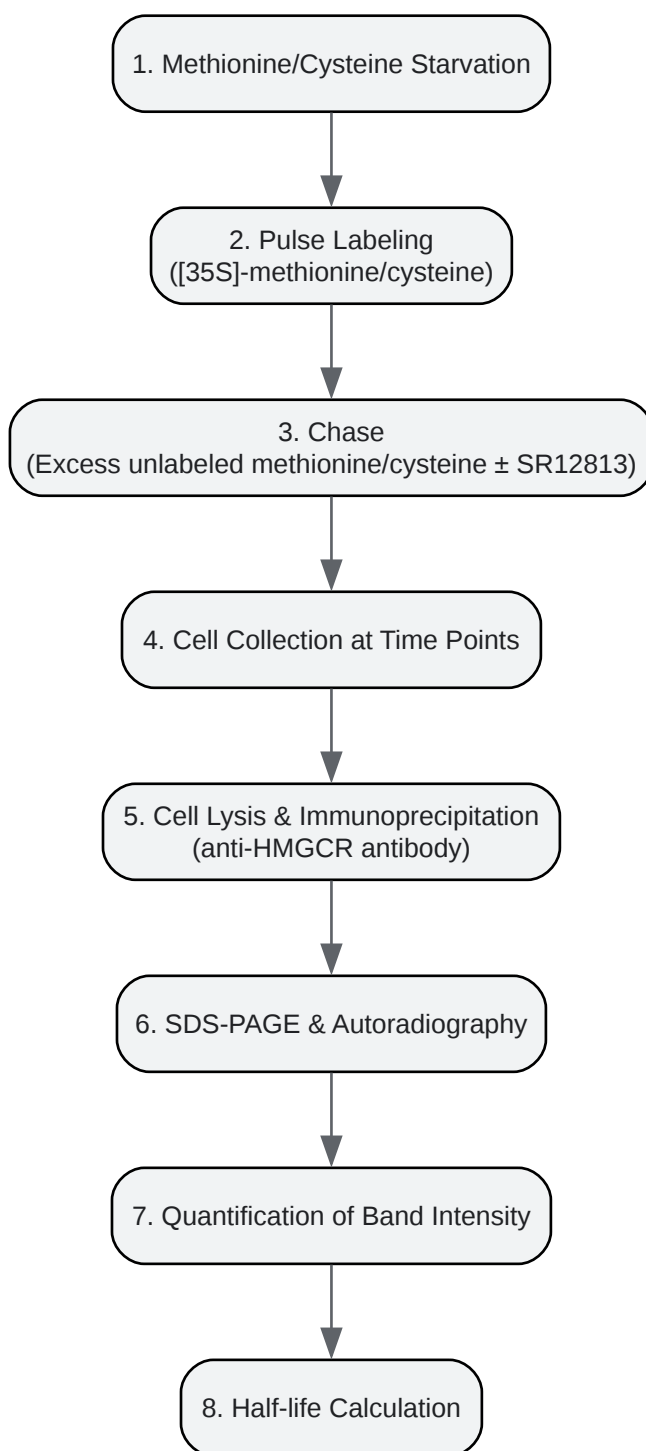 1. Methionine/Cysteine Starvation
2. Pulse Labeling
([35S]-methionine/cysteine)
3. Chase
(Excess unlabeled methionine/cysteine ± SR12813)
4. Cell Collection at Time Points
5. Cell Lysis & Immunoprecipitation
(anti-HMGCR antibody)
6. SDS-PAGE & Autoradiography
7. Quantification of Band Intensity
8. Half-life Calculation